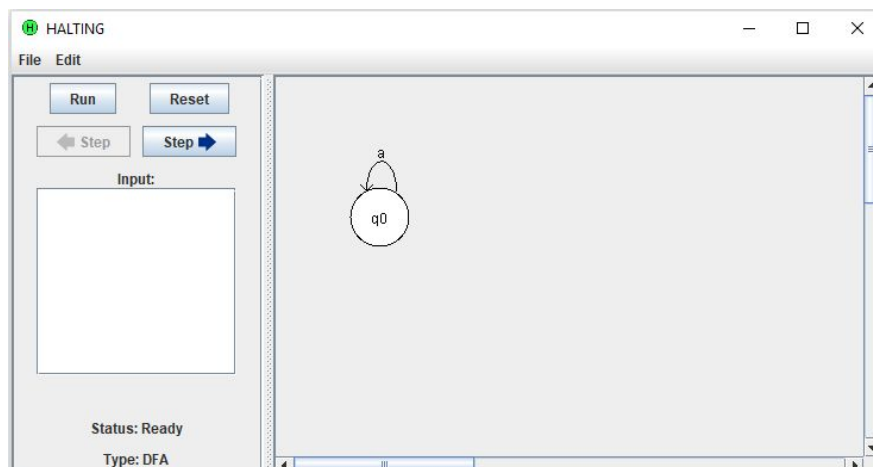 HALTING
File Edit
Run Reset
Step Step
Input:
Status: Ready
Type: DFA
a
q0